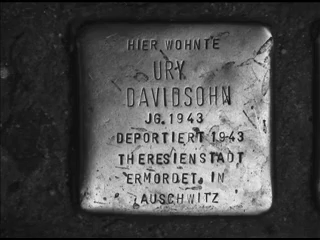 HIER WOHNTE
URY
DAVIDSOHN
JG. 1943
DEPORTIERT 1943
THERESIENSTADT
ERMORDET IN
AUSCHWITZ